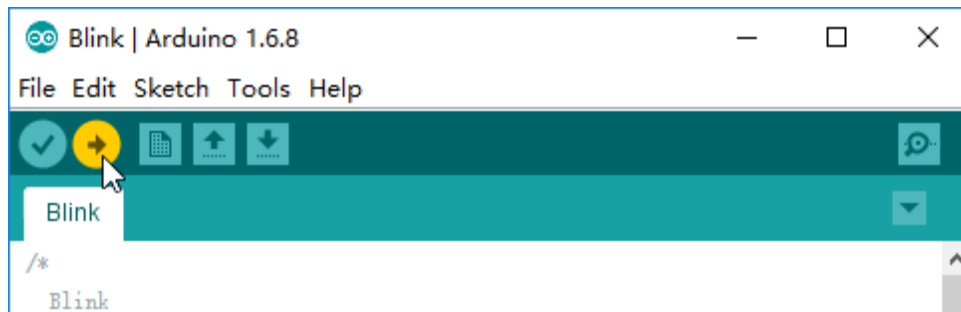 Blink | Arduino 1.6.8
File Edit Sketch Tools Help
Blink
/*
Blink